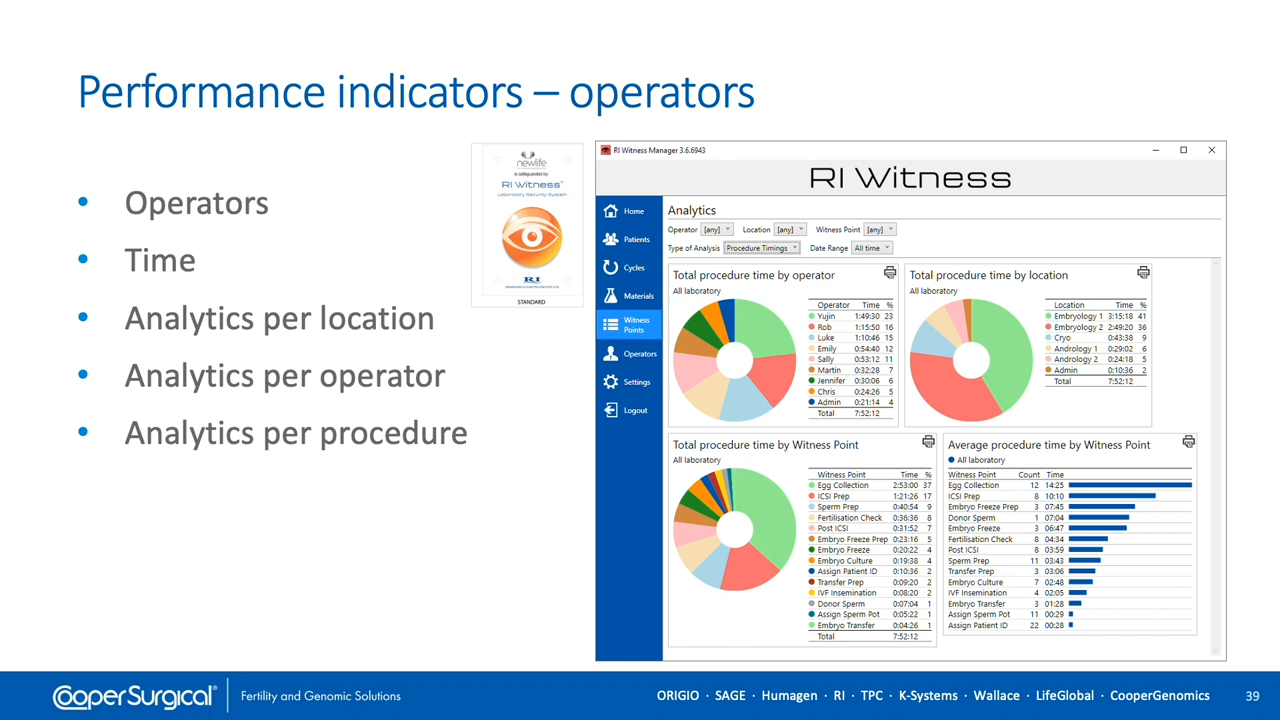 Performance indicators – operators
• Operators
• Time
• Analytics per location
• Analytics per operator
• Analytics per procedure
newlife
is safeguarded by
RI Witness™
Laboratory Security System
RI
RESEARCH INSTRUMENTS LTD
STANDARD
RI Witness Manager 3.6.6943
RI Witness
Home
Patients
Cycles
Materials
Witness Points
Operators
Settings
Logout
Analytics
Operator [any] Location [any] Witness Point [any]
Type of Analysis Procedure Timings Date Range All time
Total procedure time by operator
All laboratory
Operator Time %
Yujin 1:49:30 23
Rob 1:15:50 16
Luke 1:10:46 15
Emily 0:54:40 12
Sally 0:53:12 11
Martin 0:32:28 7
Jennifer 0:30:06 6
Chris 0:24:26 5
Admin 0:21:14 4
Total 7:52:12
Total procedure time by location
All laboratory
Location Time %
Embryology 1 3:15:18 41
Embryology 2 2:49:20 36
Cryo 0:43:38 9
Andrology 1 0:29:02 6
Andrology 2 0:24:18 5
Admin 0:10:36 2
Total 7:52:12
Total procedure time by Witness Point
All laboratory
Witness Point Time %
Egg Collection 2:53:00 37
ICSI Prep 1:21:26 17
Sperm Prep 0:40:54 9
Fertilisation Check 0:36:36 8
Post ICSI 0:31:52 7
Embryo Freeze Prep 0:23:16 5
Embryo Freeze 0:20:22 4
Embryo Culture 0:19:38 4
Assign Patient ID 0:10:36 2
Transfer Prep 0:09:20 2
IVF Insemination 0:08:20 2
Donor Sperm 0:07:04 1
Assign Sperm Pot 0:05:22 1
Embryo Transfer 0:04:26 1
Total 7:52:12
Average procedure time by Witness Point
All laboratory
Witness Point Count Time
Egg Collection 12 14:25
ICSI Prep 8 10:10
Embryo Freeze Prep 3 07:45
Donor Sperm 1 07:04
Embryo Freeze 3 06:47
Fertilisation Check 8 04:34
Post ICSI 8 03:59
Sperm Prep 11 03:43
Transfer Prep 3 03:06
Embryo Culture 7 02:48
IVF Insemination 4 02:05
Embryo Transfer 3 01:28
Assign Sperm Pot 11 00:29
Assign Patient ID 22 00:28
CooperSurgical® Fertility and Genomic Solutions
ORIGIO · SAGE · Humagen · RI · TPC · K-Systems · Wallace · LifeGlobal · CooperGenomics 39